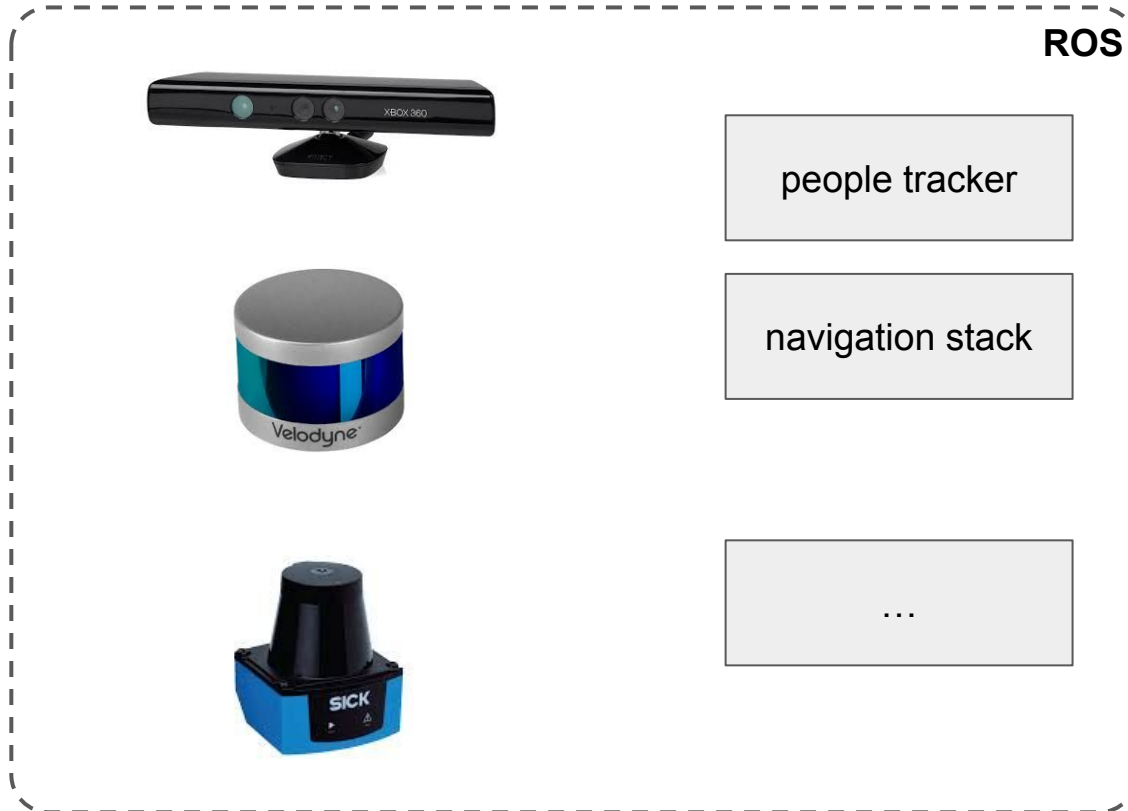 ROS
XBOX 360
people tracker
navigation stack
Velodyne
…
SICK